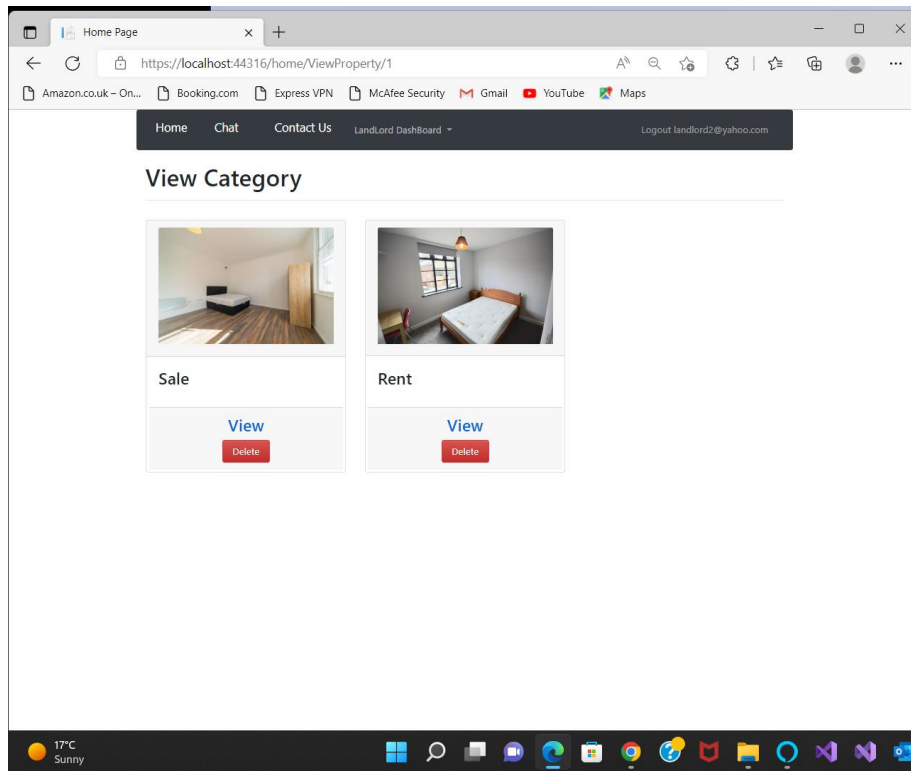 Home Page
https://localhost:44316/home/ViewProperty/1
Amazon.co.uk – On... Booking.com Express VPN McAfee Security Gmail YouTube Maps
Home Chat Contact Us LandLord DashBoard Logout landlord2@yahoo.com
View Category
Sale Rent
View View
Delete Delete
17°C
Sunny